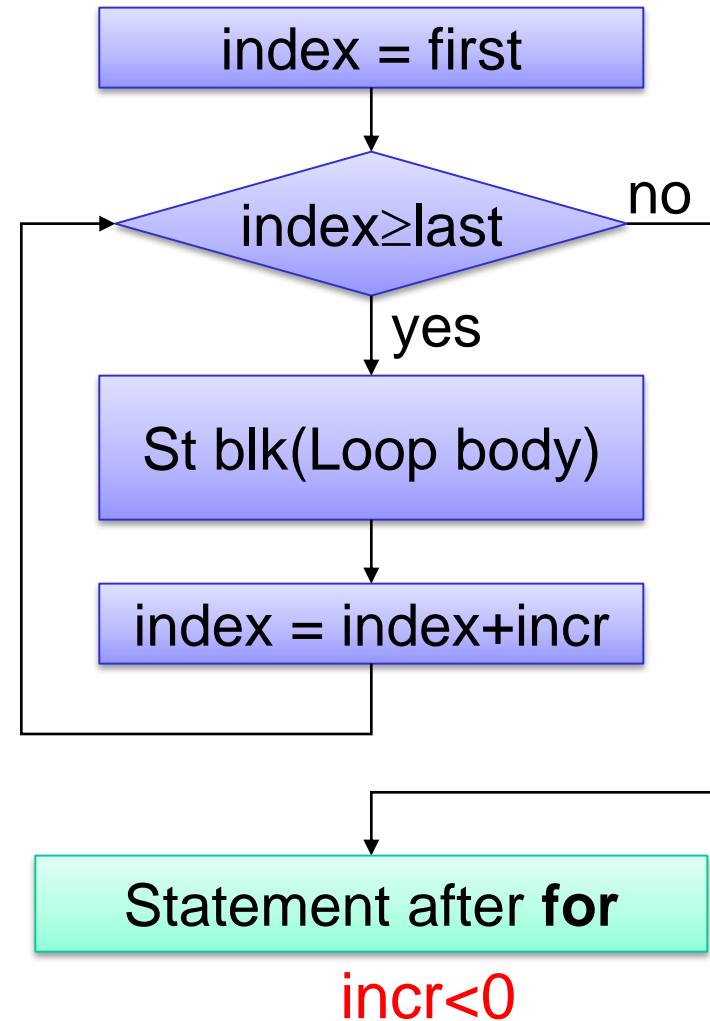 index = first
index≥last
no
yes
St blk(Loop body)
index = index+incr
Statement after for
incr<0